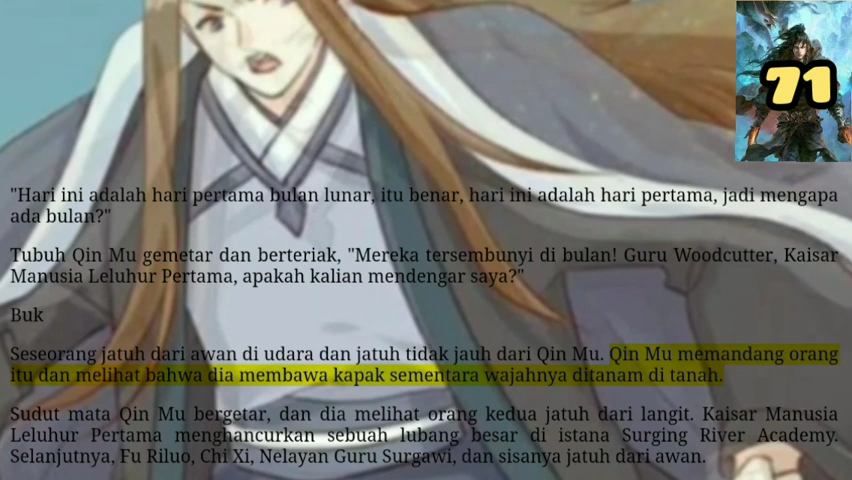 71
"Hari ini adalah hari pertama bulan lunar, itu benar, hari ini adalah hari pertama, jadi mengapa
ada bulan?"
Tubuh Qin Mu gemetar dan berteriak, "Mereka tersembunyi di bulan! Guru Woodcutter, Kaisar
Manusia Leluhur Pertama, apakah kalian mendengar saya?"
Buk
Seseorang jatuh dari awan di udara dan jatuh tidak jauh dari Qin Mu. Qin Mu memandang orang
itu dan melihat bahwa dia membawa kapak sementara wajahnya ditanam di tanah.
Sudut mata Qin Mu bergetar, dan dia melihat orang kedua jatuh dari langit. Kaisar Manusia
Leluhur Pertama menghancurkan sebuah lubang besar di istana Surging River Academy.
Selanjutnya, Fu Riluo, Chi Xi, Nelayan Guru Surgawi, dan sisanya jatuh dari awan.